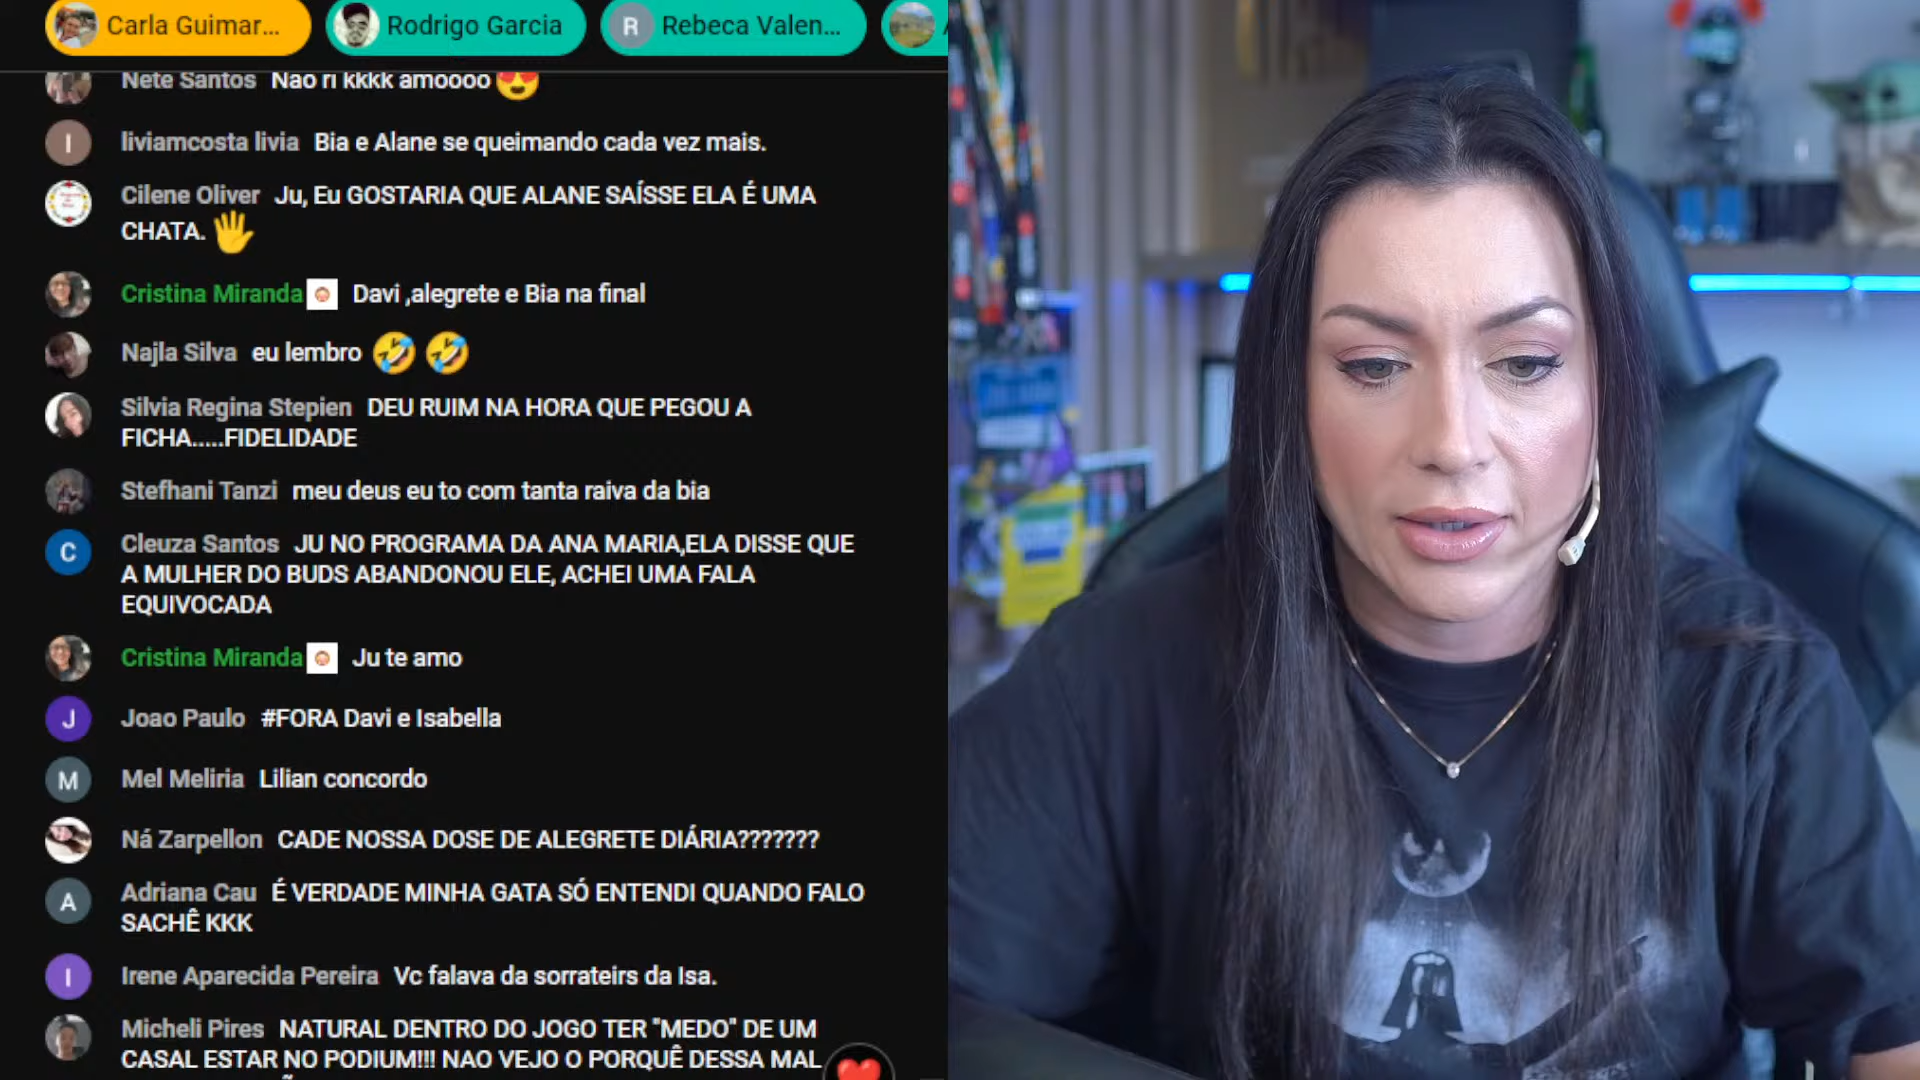 Carla Guimar...
Rodrigo Garcia
R Rebeca Valen...
Nete Santos Não ri kkkk amoooo
I liviamcosta livia Bia e Alane se queimando cada vez mais.
Cilene Oliver Ju, Eu GOSTARIA QUE ALANE SAÍSSE ELA É UMA
CHATA.
Cristina Miranda Davi ,alegrete e Bia na final
Najla Silva eu lembro
Silvia Regina Stepien DEU RUIM NA HORA QUE PEGOU A
FICHA.....FIDELIDADE
Stefhani Tanzi meu deus eu to com tanta raiva da bia
C Cleuza Santos JU NO PROGRAMA DA ANA MARIA,ELA DISSE QUE
A MULHER DO BUDS ABANDONOU ELE, ACHEI UMA FALA
EQUIVOCADA
Cristina Miranda Ju te amo
J Joao Paulo #FORA Davi e Isabella
M Mel Meliria Lilian concordo
Ná Zarpellon CADE NOSSA DOSE DE ALEGRETE DIÁRIA???????
A Adriana Cau É VERDADE MINHA GATA SÓ ENTENDI QUANDO FALO
SACHÊ KKK
I Irene Aparecida Pereira Vc falava da sorrateirs da Isa.
Micheli Pires NATURAL DENTRO DO JOGO TER "MEDO" DE UM
CASAL ESTAR NO PODIUM!!! NAO VEJO O PORQUÊ DESSA MAL